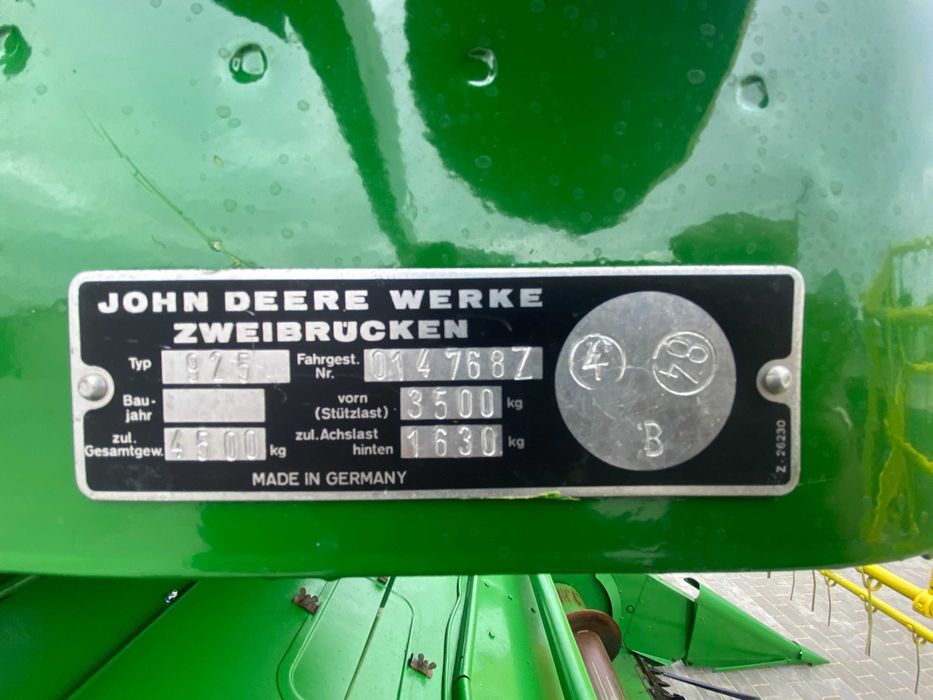 JOHN DEERE WERKE
ZWEIBRÜCKEN
Typ 925 Fahrgest. Nr. 014768Z
Bau-jahr vorn (Stützlast) 3500 kg
zul. Gesamtgew. 4500 kg zul. Achslast hinten 1630 kg
MADE IN GERMANY
4 84
B
Z. 26230